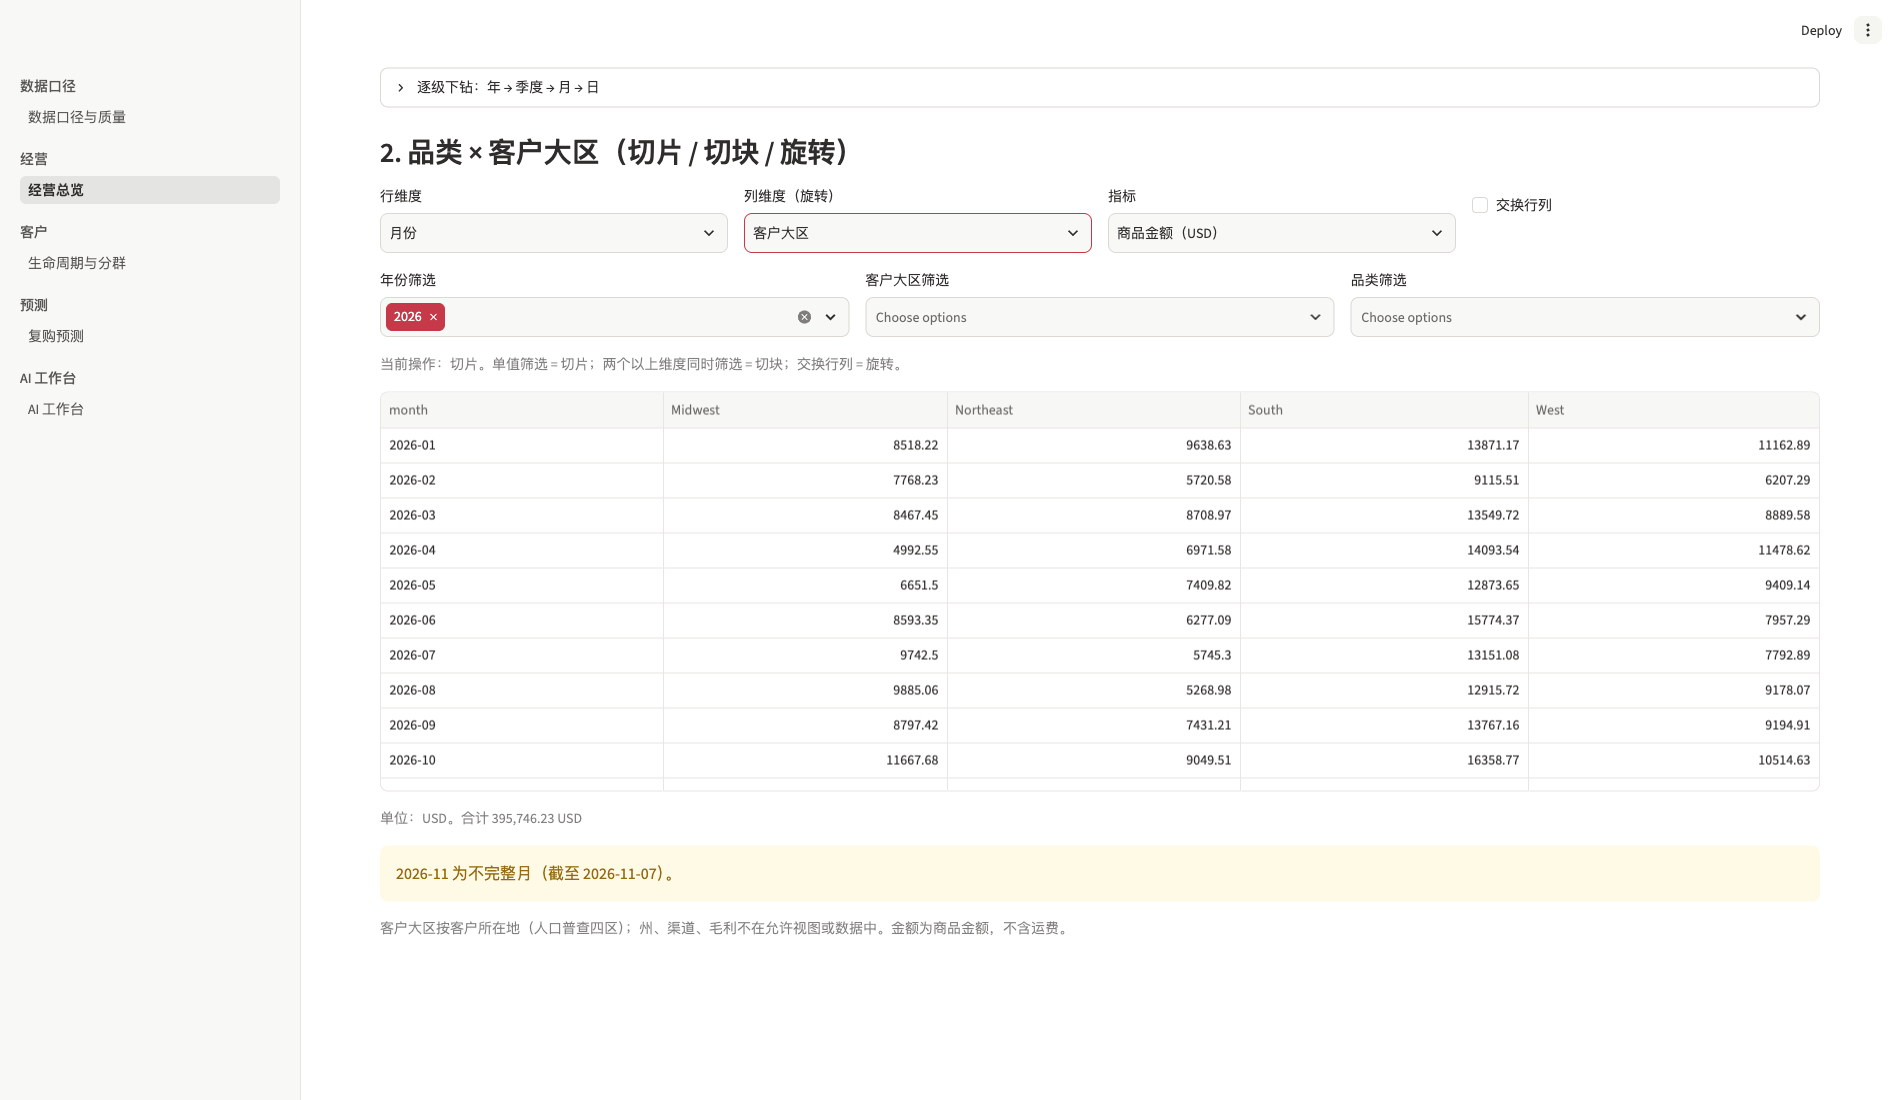 Deploy
数据口径
数据口径与质量
经营
经营总览
客户
生命周期与分群
预测
复购预测
AI 工作台
AI 工作台
逐级下钻：年 → 季度 → 月 → 日
2. 品类 × 客户大区（切片 / 切块 / 旋转）
行维度 列维度（旋转） 指标
月份 客户大区 商品金额（USD） 交换行列
年份筛选 客户大区筛选 品类筛选
2026 × Choose options Choose options
当前操作：切片。单值筛选 = 切片；两个以上维度同时筛选 = 切块；交换行列 = 旋转。
month Midwest Northeast South West
2026-01 8518.22 9638.63 13871.17 11162.89
2026-02 7768.23 5720.58 9115.51 6207.29
2026-03 8467.45 8708.97 13549.72 8889.58
2026-04 4992.55 6971.58 14093.54 11478.62
2026-05 6651.5 7409.82 12873.65 9409.14
2026-06 8593.35 6277.09 15774.37 7957.29
2026-07 9742.5 5745.3 13151.08 7792.89
2026-08 9885.06 5268.98 12915.72 9178.07
2026-09 8797.42 7431.21 13767.16 9194.91
2026-10 11667.68 9049.51 16358.77 10514.63
单位：USD。合计 395,746.23 USD
2026-11 为不完整月（截至 2026-11-07）。
客户大区按客户所在地（人口普查四区）；州、渠道、毛利不在允许视图或数据中。金额为商品金额，不含运费。